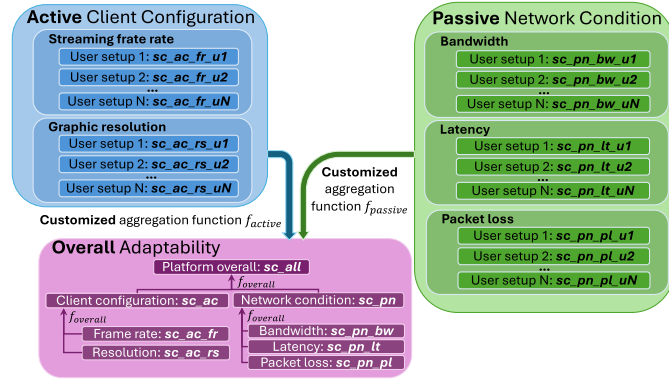 Active Client Configuration
Streaming frate rate
User setup 1: sc_ac_fr_u1
User setup 2: sc_ac_fr_u2
...
User setup N: sc_ac_fr_uN
Graphic resolution
User setup 1: sc_ac_rs_u1
User setup 2: sc_ac_rs_u2
...
User setup N: sc_ac_rs_uN
Passive Network Condition
Bandwidth
User setup 1: sc_pn_bw_u1
User setup 2: sc_pn_bw_u2
...
User setup N: sc_pn_bw_uN
Latency
User setup 1: sc_pn_lt_u1
User setup 2: sc_pn_lt_u2
...
User setup N: sc_pn_lt_uN
Packet loss
User setup 1: sc_pn_pl_u1
User setup 2: sc_pn_pl_u2
...
User setup N: sc_pn_pl_uN
Customized
aggregation
function f_passive
Customized aggregation function f_active
Overall Adaptability
Platform overall: sc_all
f_overall
Client configuration: sc_ac
Network condition: sc_pn
f_overall
f_overall
Frame rate: sc_ac_fr
Resolution: sc_ac_rs
Bandwidth: sc_pn_bw
Latency: sc_pn_lt
Packet loss: sc_pn_pl